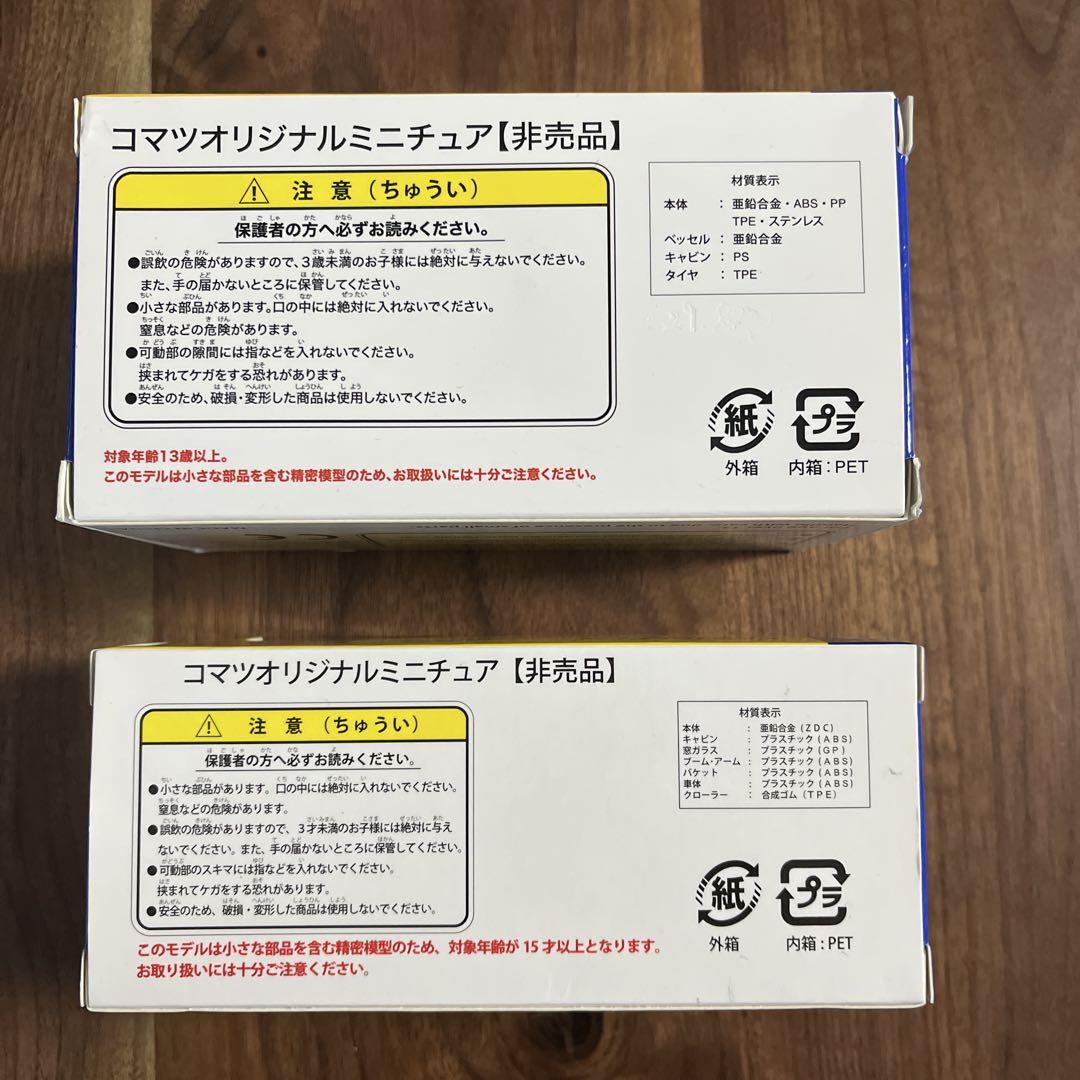 コマツオリジナルミニチュア【非売品】
注 意 (ちゅうい)
保護者の方へ必ずお読みください。
●誤飲の危険がありますので、3歳未満のお子様には絶対に与えないでください。
また、手の届かないところに保管してください。
●小さな部品があります。口の中には絶対に入れないでください。
窒息などの危険があります。
●可動部の隙間には指などを入れないでください。
挟まれてケガをする恐れがあります。
●安全のため、破損・変形した商品は使用しないでください。
対象年齢13歳以上。
このモデルは小さな部品を含む精密模型のため、お取扱いには十分ご注意ください。
材質表示
本体 : 亜鉛合金・ABS・PP
TPE・ステンレス
ベッセル : 亜鉛合金
キャビン : PS
タイヤ : TPE
紙
プラ
外箱
内箱:PET
コマツオリジナルミニチュア【非売品】
注 意 (ちゅうい)
保護者の方へ必ずお読みください。
●小さな部品があります。口の中には絶対に入れないでください。
窒息などの危険があります。
●誤飲の危険がありますので、3才未満のお子様には絶対に与え
ないでください。また、手の届かないところに保管してください。
●可動部のスキマには指などを入れないでください。
挟まれてケガをする恐れがあります。
●安全のため、破損・変形した商品は使用しないでください。
このモデルは小さな部品を含む精密模型のため、対象年齢が15才以上となります。
お取り扱いには十分ご注意ください。
材質表示
本体 : 亜鉛合金(ZDC)
キャビン : プラスチック(ABS)
窓ガラス : プラスチック(GP)
ブーム・アーム : プラスチック(ABS)
バケット : プラスチック(ABS)
車体 : プラスチック(ABS)
クローラー : 合成ゴム(TPE)
紙
プラ
外箱
内箱:PET